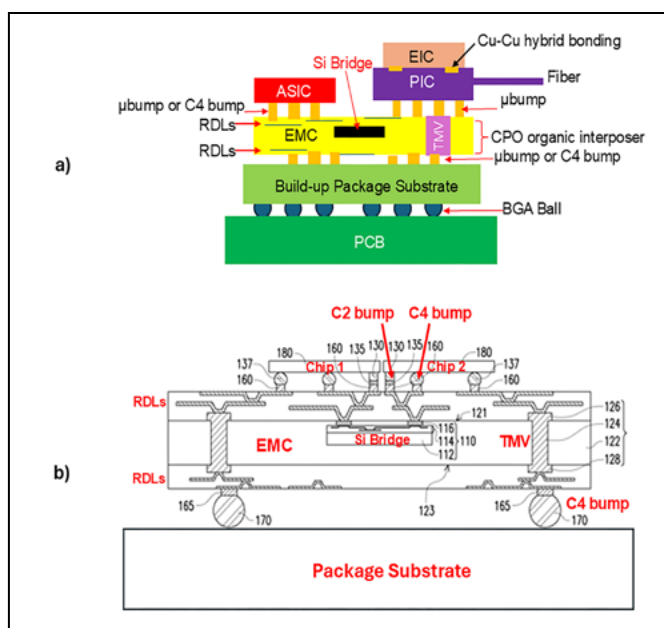 Cu-Cu hybrid bonding
EIC
Si Bridge
PIC
Fiber
ASIC
µbump or C4 bump
µbump
RDLs
EMC
TMV
CPO organic interposer
RDLs
µbump or C4 bump
a)
Build-up Package Substrate
BGA Ball
PCB
C2 bump
C4 bump
160 135 130 130 135 160
137 180 180 137
Chip 1 Chip 2
160 160
RDLs
121 126
116 124
EMC Si Bridge 114 110 TMV 122
112 128
b)
RDLs
123
165 165 C4 bump
170 170
Package Substrate